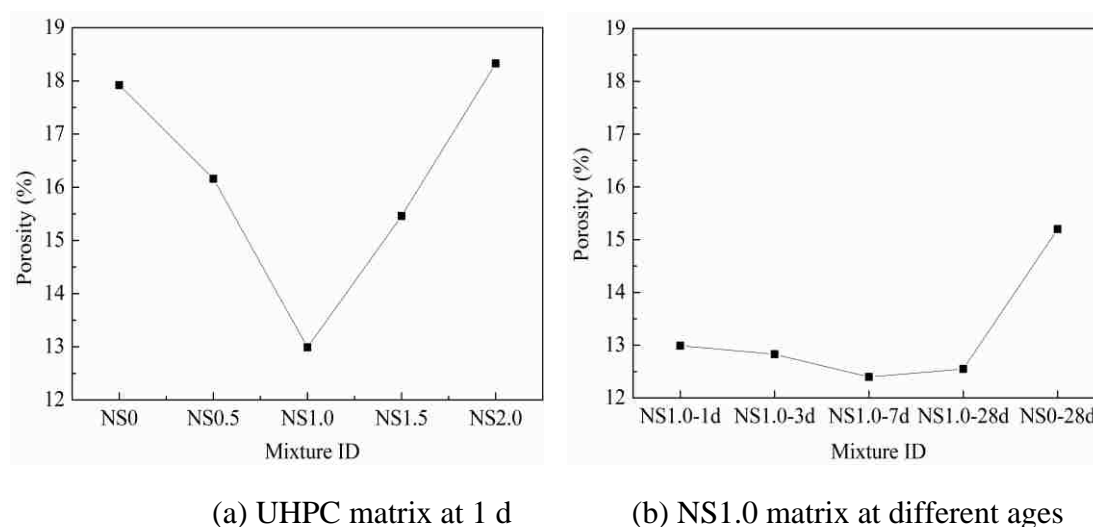 19
18
17
16
15
14
13
12
Porosity (%)
NS0 NS0.5 NS1.0 NS1.5 NS2.0
Mixture ID
(a) UHPC matrix at 1 d
19
18
17
16
15
14
13
12
Porosity (%)
NS1.0-1d NS1.0-3d NS1.0-7d NS1.0-28d NS0-28d
Mixture ID
(b) NS1.0 matrix at different ages